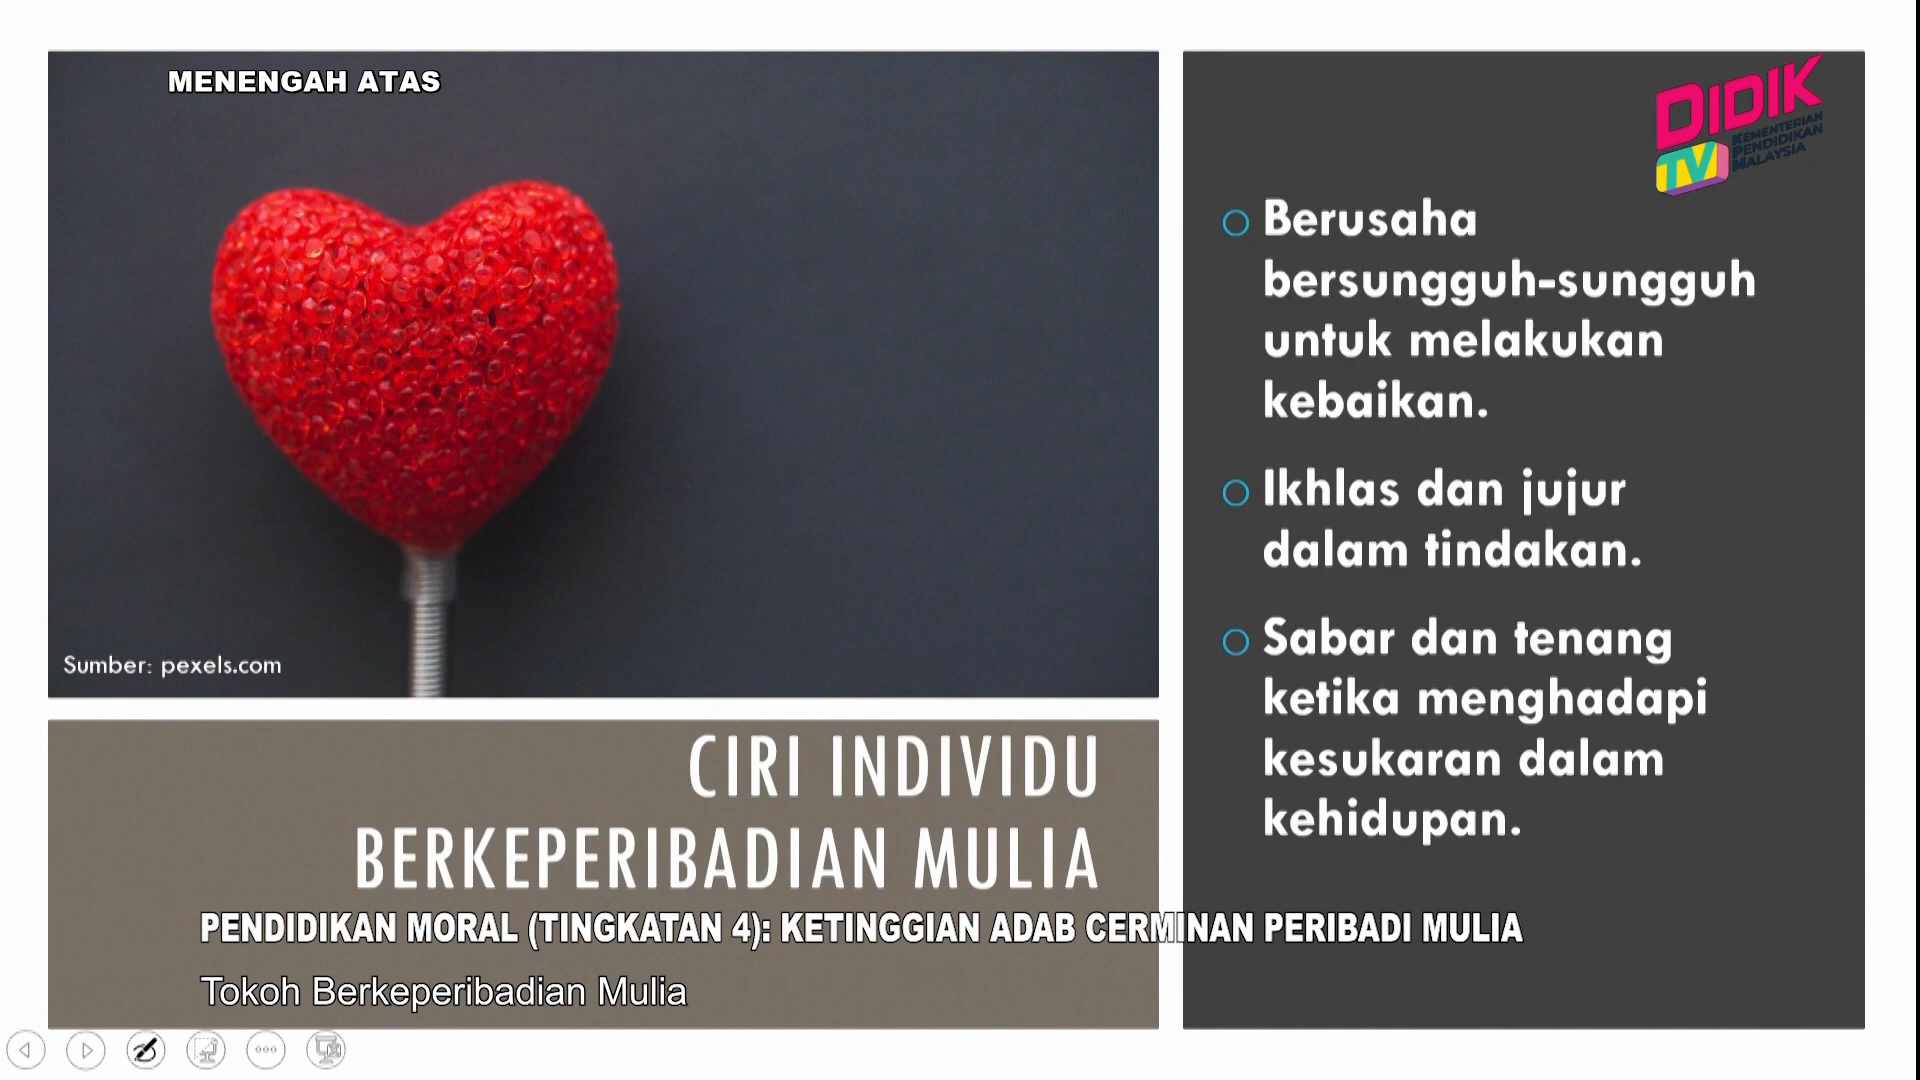 MENENGAH ATAS
DIDIK
TV
KEMENTERIAN
PENDIDIKAN
MALAYSIA
Berusaha
bersungguh-sungguh
untuk melakukan
kebaikan.
Ikhlas dan jujur
dalam tindakan.
Sabar dan tenang
ketika menghadapi
kesukaran dalam
kehidupan.
Sumber: pexels.com
CIRI INDIVIDU
BERKEPERIBADIAN MULIA
PENDIDIKAN MORAL (TINGKATAN 4): KETINGGIAN ADAB CERMINAN PERIBADI MULIA
Tokoh Berkeperibadian Mulia